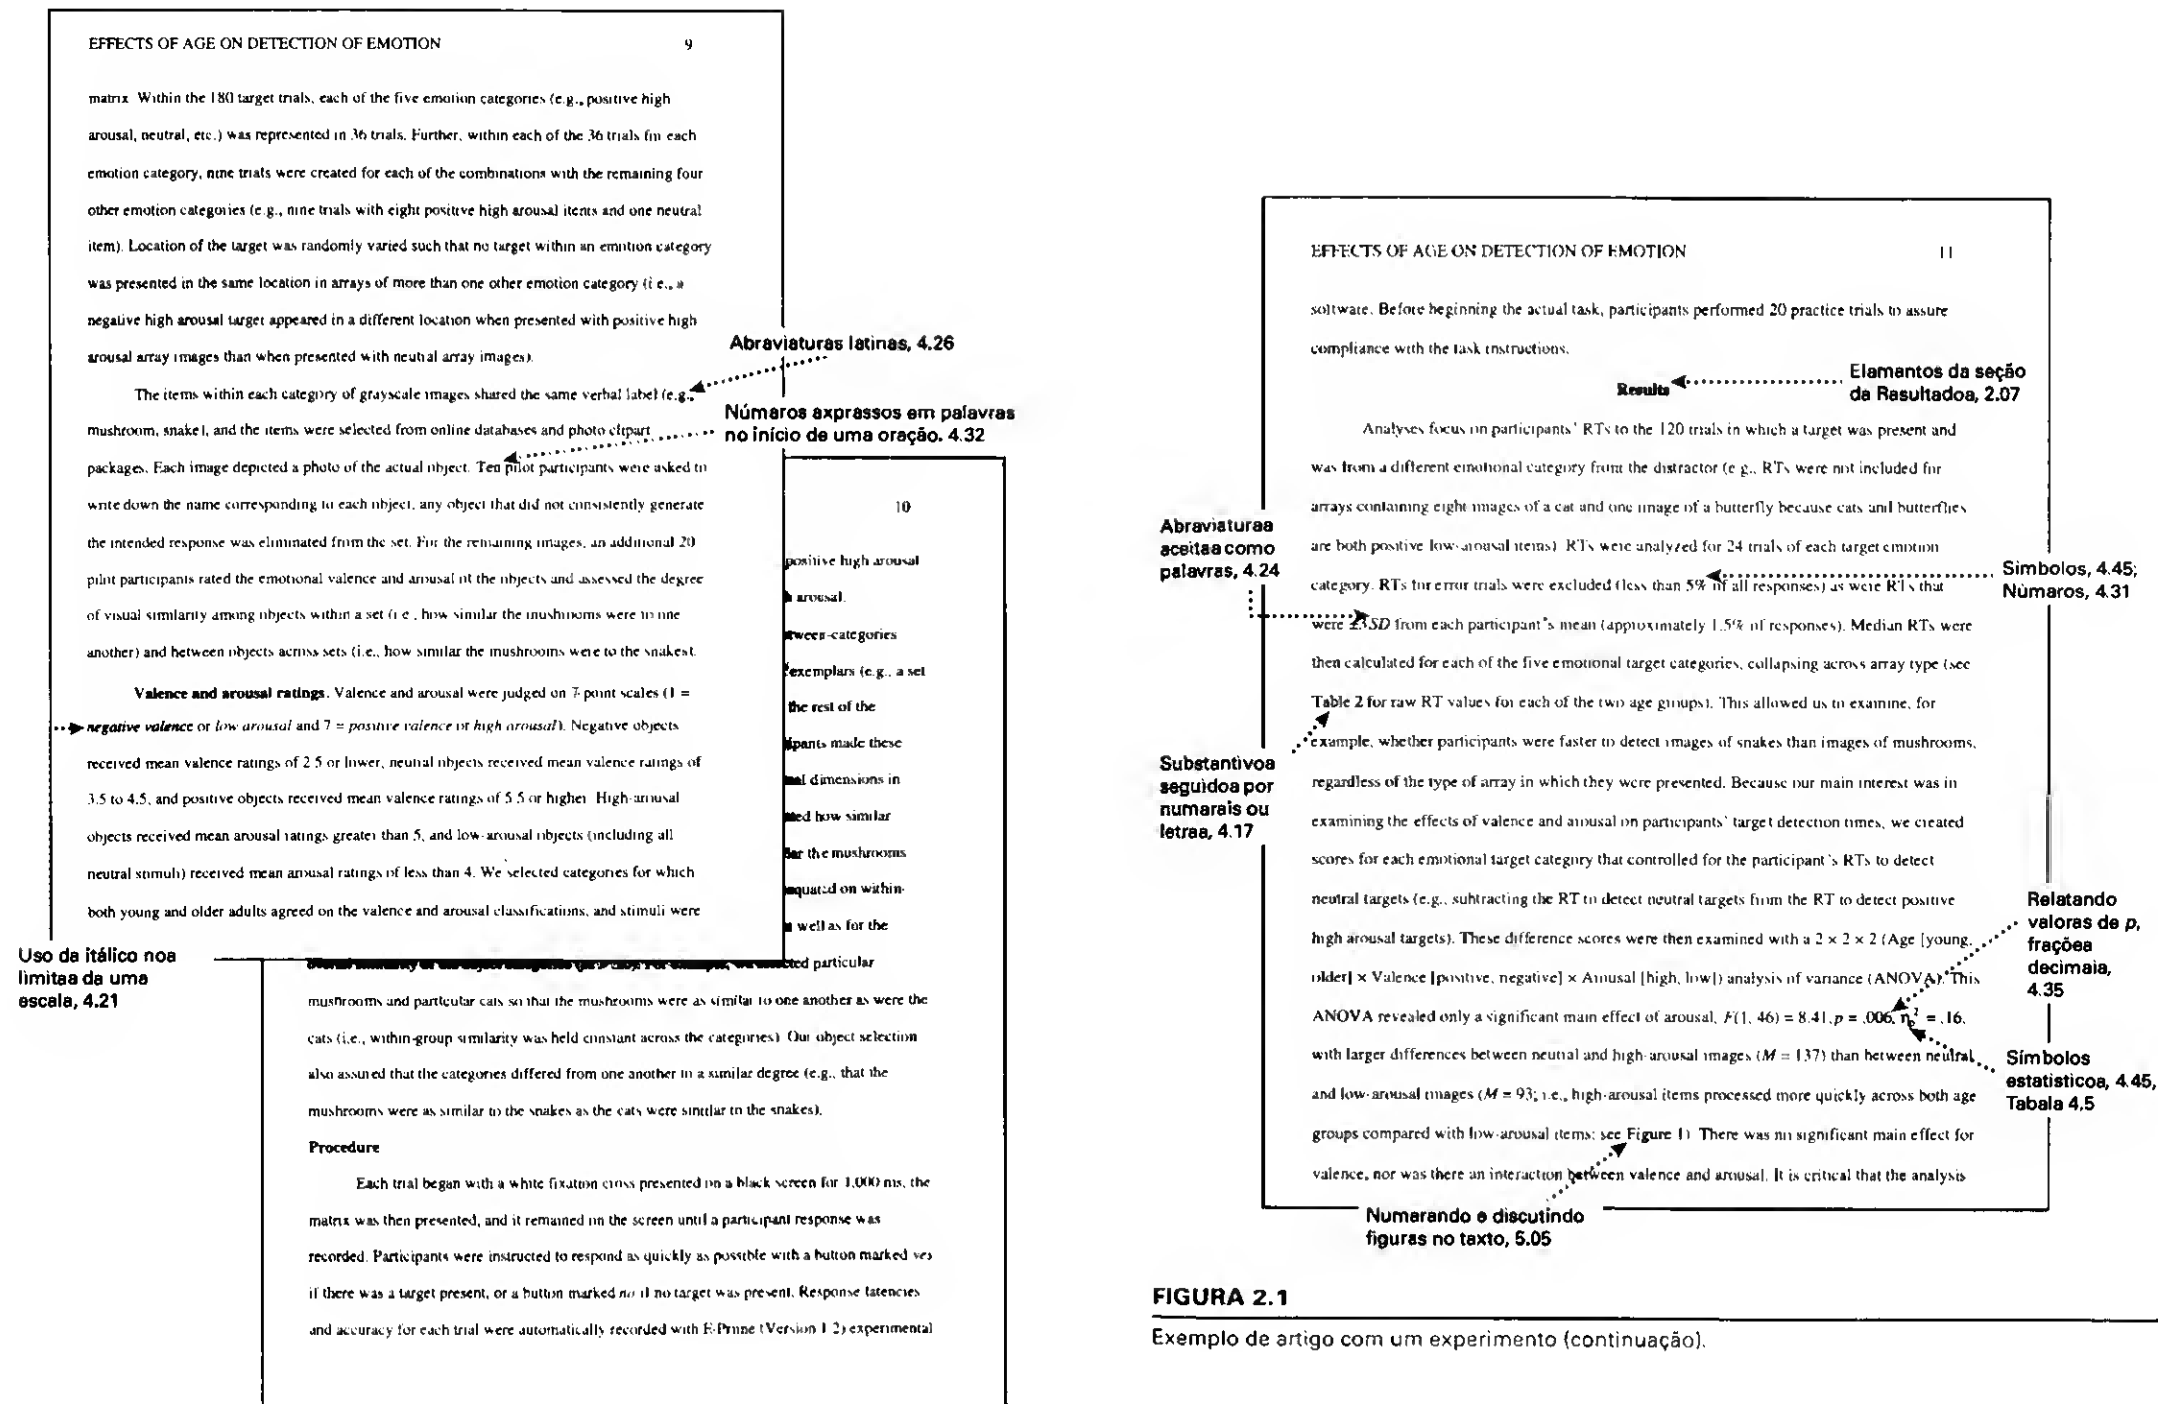 EFFECTS OF AGE ON DETECTION OF EMOTION 9
matrix. Within the 180 target trials, each of the five emotion categories (e.g., positive high
arousal, neutral, etc.) was represented in 36 trials. Further, within each of the 36 trials for each
emotion category, nine trials were created for each of the combinations with the remaining four
other emotion categories (e.g., nine trials with eight positive high arousal items and one neutral
item). Location of the target was randomly varied such that no target within an emotion category
was presented in the same location in arrays of more than one other emotion category (i.e., a
negative high arousal target appeared in a different location when presented with positive high
arousal array images than when presented with neutral array images).
The items within each category of grayscale images shared the same verbal label (e.g.,
mushroom, snake), and the items were selected from online databases and photo clipart
packages. Each image depicted a photo of the actual object. Ten pilot participants were asked to
write down the name corresponding to each object, any object that did not consistently generate
the intended response was eliminated from the set. For the remaining images, an additional 20
pilot participants rated the emotional valence and arousal of the objects and assessed the degree
of visual similarity among objects within a set (i.e., how similar the mushrooms were to one
another) and between objects across sets (i.e., how similar the mushrooms were to the snakes).
Valence and arousal ratings. Valence and arousal were judged on 7-point scales (1 =
negative valence or low arousal and 7 = positive valence or high arousal). Negative objects
received mean valence ratings of 2.5 or lower, neutral objects received mean valence ratings of
3.5 to 4.5, and positive objects received mean valence ratings of 5.5 or higher. High-arousal
objects received mean arousal ratings greater than 5, and low-arousal objects (including all
neutral stimuli) received mean arousal ratings of less than 4. We selected categories for which
both young and older adults agreed on the valence and arousal classifications, and stimuli were
Abraviaturas latinas, 4.26
Númaros axprassos em palavras
no início de uma oração. 4.32
Uso da itálico noa
limitaa da uma
escala, 4.21
10
positive high arousal
arousal.
tween-categories
exemplars (e.g., a set
the rest of the
ipants made these
nal dimensions in
ted how similar
lar the mushrooms
equated on within-
well as for the
ted particular
mushrooms and particular cats so that the mushrooms were as similar to one another as were the
cats (i.e., within-group similarity was held constant across the categories). Our object selection
also assured that the categories differed from one another to a similar degree (e.g., that the
mushrooms were as similar to the snakes as the cats were similar to the snakes).
Procedure
Each trial began with a white fixation cross presented on a black screen for 1,000 ms, the
matrix was then presented, and it remained on the screen until a participant response was
recorded. Participants were instructed to respond as quickly as possible with a button marked yes
if there was a target present, or a button marked no if no target was present. Response latencies
and accuracy for each trial were automatically recorded with E-Prime (Version 1.2) experimental
EFFECTS OF AGE ON DETECTION OF EMOTION 11
software. Before beginning the actual task, participants performed 20 practice trials to assure
compliance with the task instructions.
Results
Analyses focus on participants' RTs to the 120 trials in which a target was present and
was from a different emotional category from the distractor (e.g., RTs were not included for
arrays containing eight images of a cat and one image of a butterfly because cats and butterflies
are both positive low-arousal items). RTs were analyzed for 24 trials of each target emotion
category. RTs for error trials were excluded (less than 5% of all responses) as were RTs that
were ±3 SD from each participant's mean (approximately 1.5% of responses). Median RTs were
then calculated for each of the five emotional target categories, collapsing across array type (see
Table 2 for raw RT values for each of the two age groups). This allowed us to examine, for
example, whether participants were faster to detect images of snakes than images of mushrooms,
regardless of the type of array in which they were presented. Because our main interest was in
examining the effects of valence and arousal on participants' target detection times, we created
scores for each emotional target category that controlled for the participant's RTs to detect
neutral targets (e.g., subtracting the RT to detect neutral targets from the RT to detect positive
high arousal targets). These difference scores were then examined with a 2 × 2 × 2 (Age [young,
older] × Valence [positive, negative] × Arousal [high, low]) analysis of variance (ANOVA). This
ANOVA revealed only a significant main effect of arousal, F(1, 46) = 8.41, p = .006, ηp² = .16,
with larger differences between neutral and high-arousal images (M = 137) than between neutral
and low-arousal images (M = 93; i.e., high-arousal items processed more quickly across both age
groups compared with low-arousal items; see Figure 1). There was no significant main effect for
valence, nor was there an interaction between valence and arousal. It is critical that the analysis
Elamantos da seção
da Rasultadoa, 2.07
Abraviaturaa
aceitaa como
palavras, 4.24
Símbolos, 4.45;
Númaros, 4.31
Substantivoa
seguidoa por
numarais ou
letraa, 4.17
Relatando
valoras de p,
fraçõea
decimaia,
4.35
Símbolos
estatisticoa, 4.45,
Tabala 4.5
Numarando e discutindo
figuras no taxto, 5.05
FIGURA 2.1
Exemplo de artigo com um experimento (continuação).